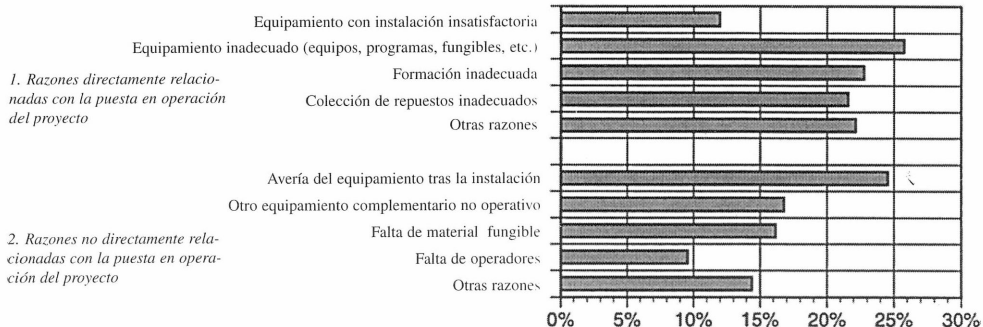 Equipamiento con instalación insatisfactoria
Equipamiento inadecuado (equipos, programas, fungibles, etc.)
1. Razones directamente relacio-
nadas con la puesta en operación
del proyecto
Formación inadecuada
Colección de repuestos inadecuados
Otras razones
Avería del equipamiento tras la instalación
Otro equipamiento complementario no operativo
2. Razones no directamente rela-
cionadas con la puesta en opera-
ción del proyecto
Falta de material fungible
Falta de operadores
Otras razones
0% 5% 10% 15% 20% 25% 30%